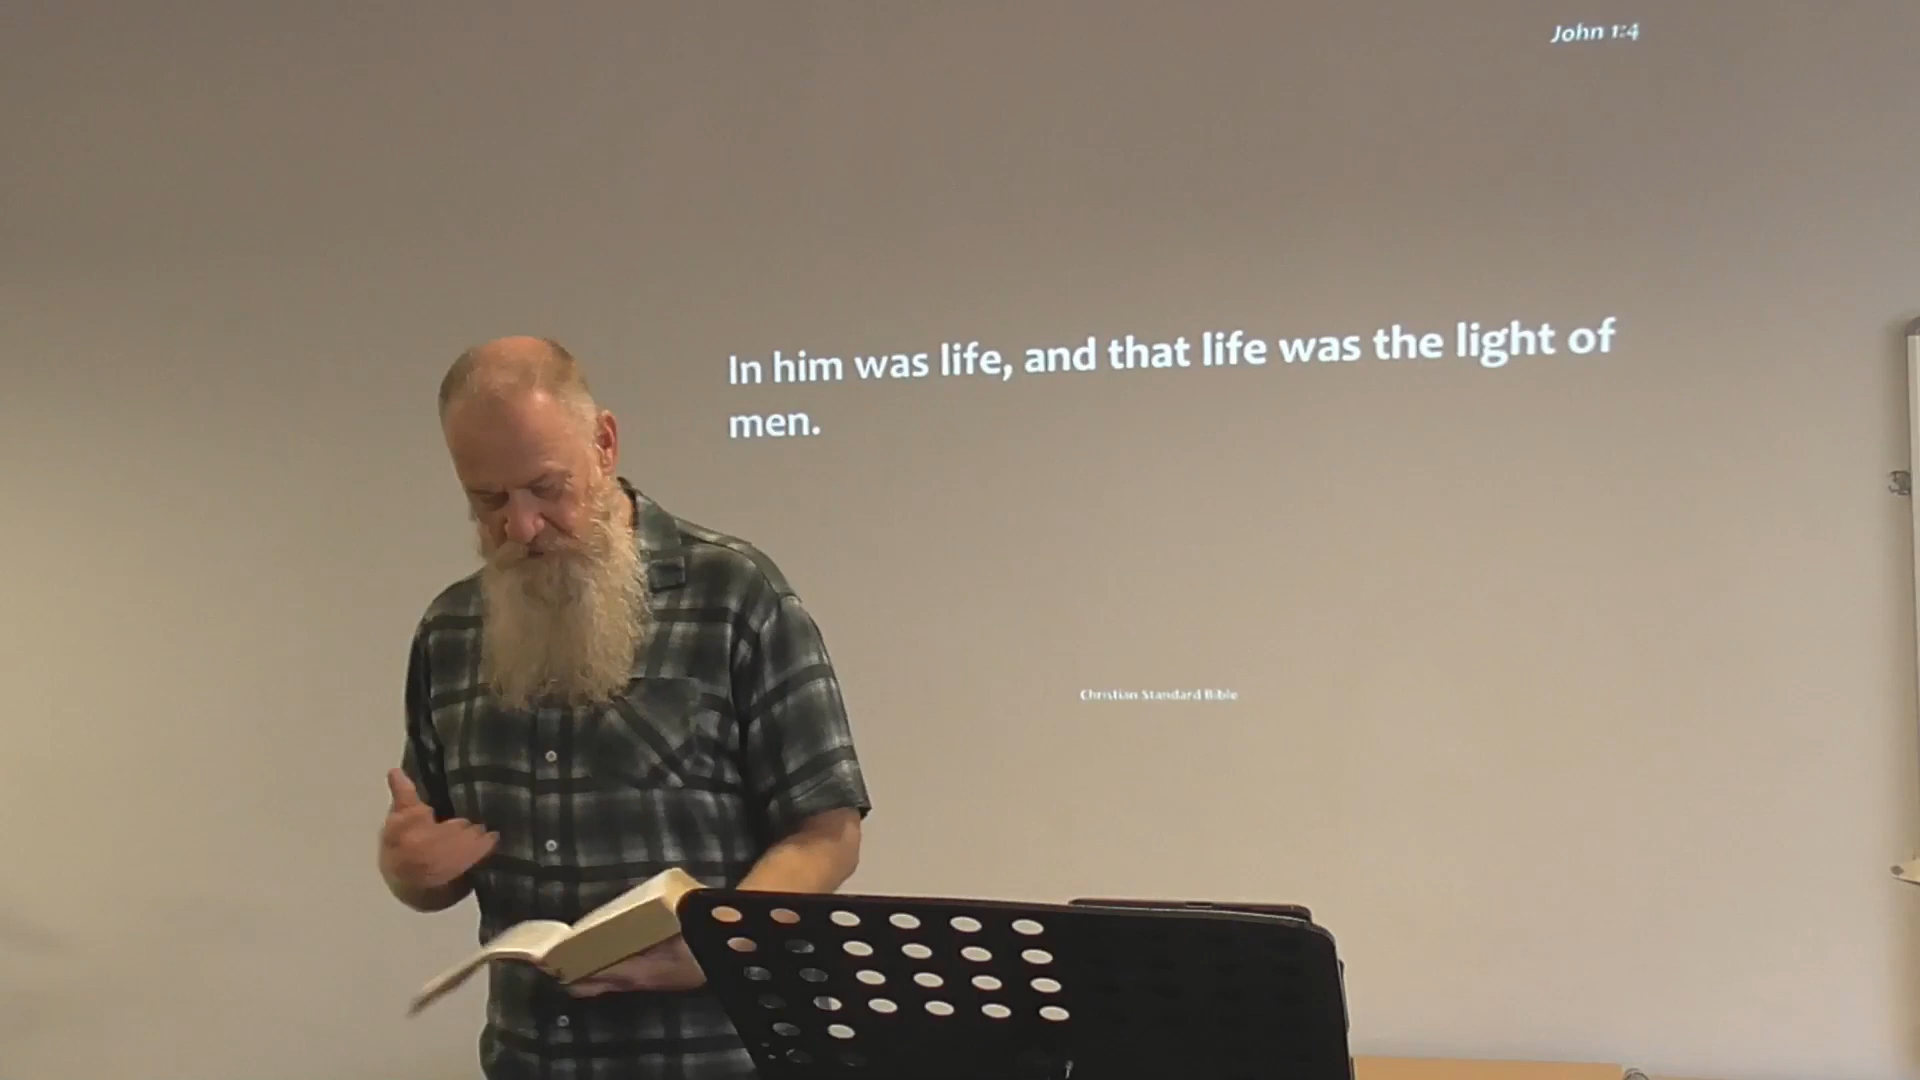 John 1:4
In him was life, and that life was the light of
men.
Christian Standard Bible